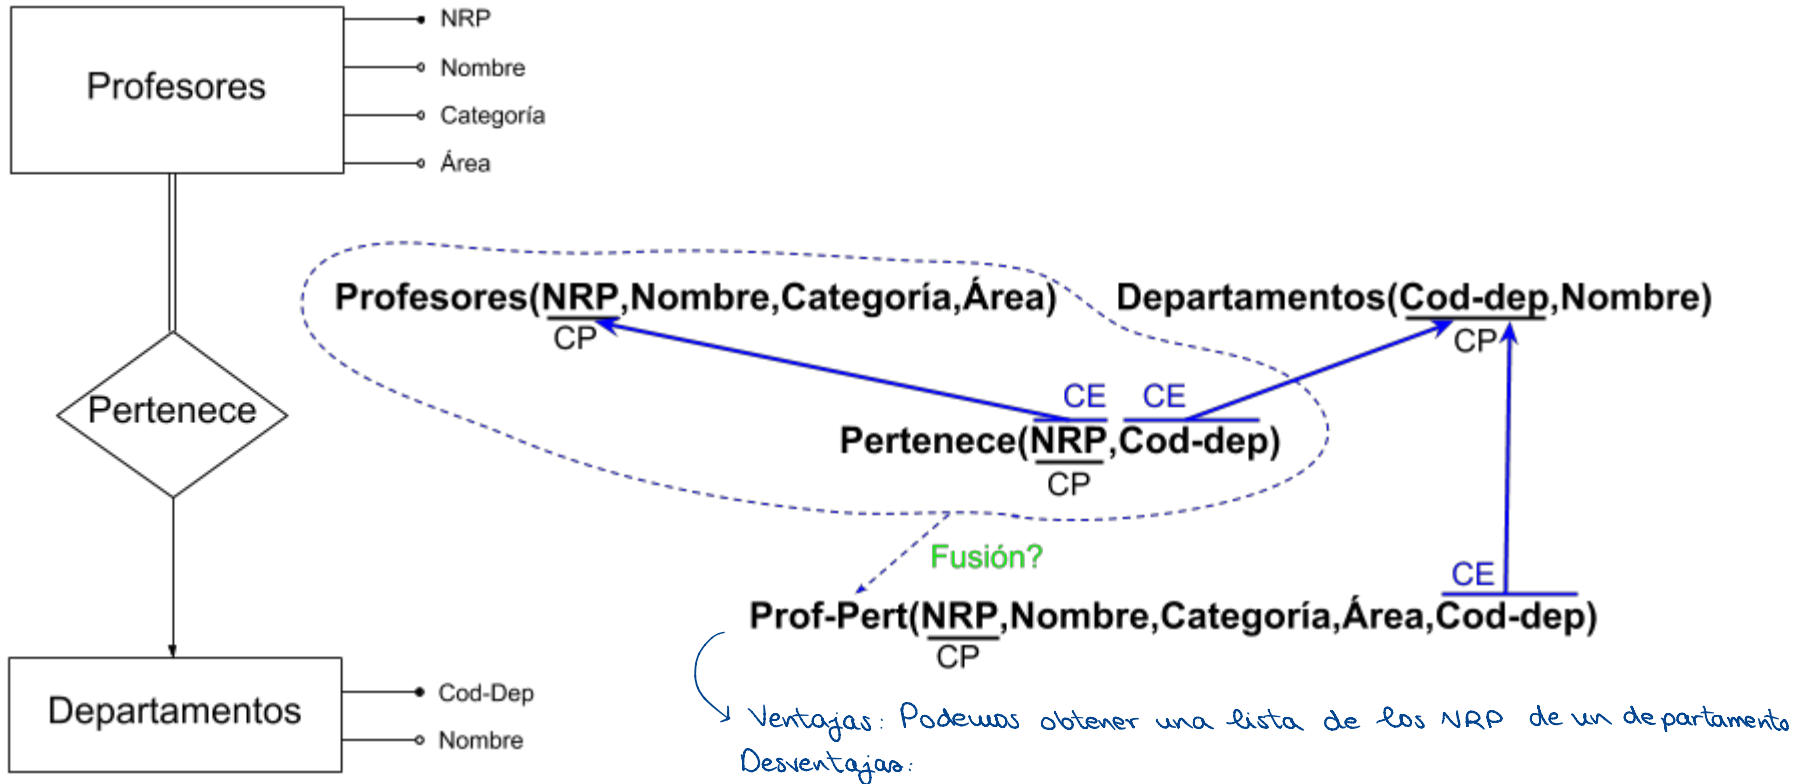 Profesores
NRP
Nombre
Categoría
Área
Pertenece
Departamentos
Cod-Dep
Nombre
Profesores(NRP,Nombre,Categoría,Área)
CP
Departamentos(Cod-dep,Nombre)
CP
CE CE
Pertenece(NRP,Cod-dep)
CP
Fusión?
CE
Prof-Pert(NRP,Nombre,Categoría,Área,Cod-dep)
CP
Ventajas: Podemos obtener una lista de los NRP de un departamento
Desventajas: